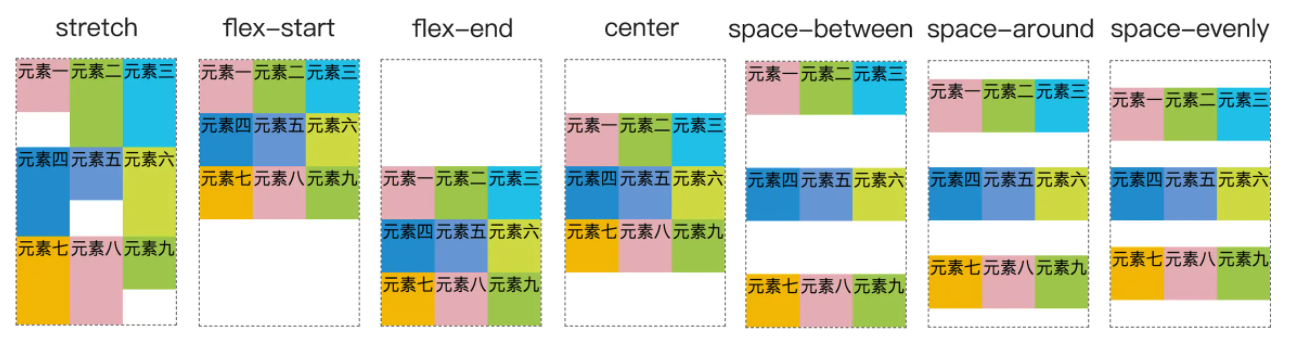 stretch
flex-start
flex-end
center
space-between
space-around
space-evenly
元素一 元素二 元素三
元素四 元素五 元素六
元素七 元素八 元素九
元素一 元素二 元素三
元素四 元素五 元素六
元素七 元素八 元素九
元素一 元素二 元素三
元素四 元素五 元素六
元素七 元素八 元素九
元素一 元素二 元素三
元素四 元素五 元素六
元素七 元素八 元素九
元素一 元素二 元素三
元素四 元素五 元素六
元素七 元素八 元素九
元素一 元素二 元素三
元素四 元素五 元素六
元素七 元素八 元素九
元素一 元素二 元素三
元素四 元素五 元素六
元素七 元素八 元素九